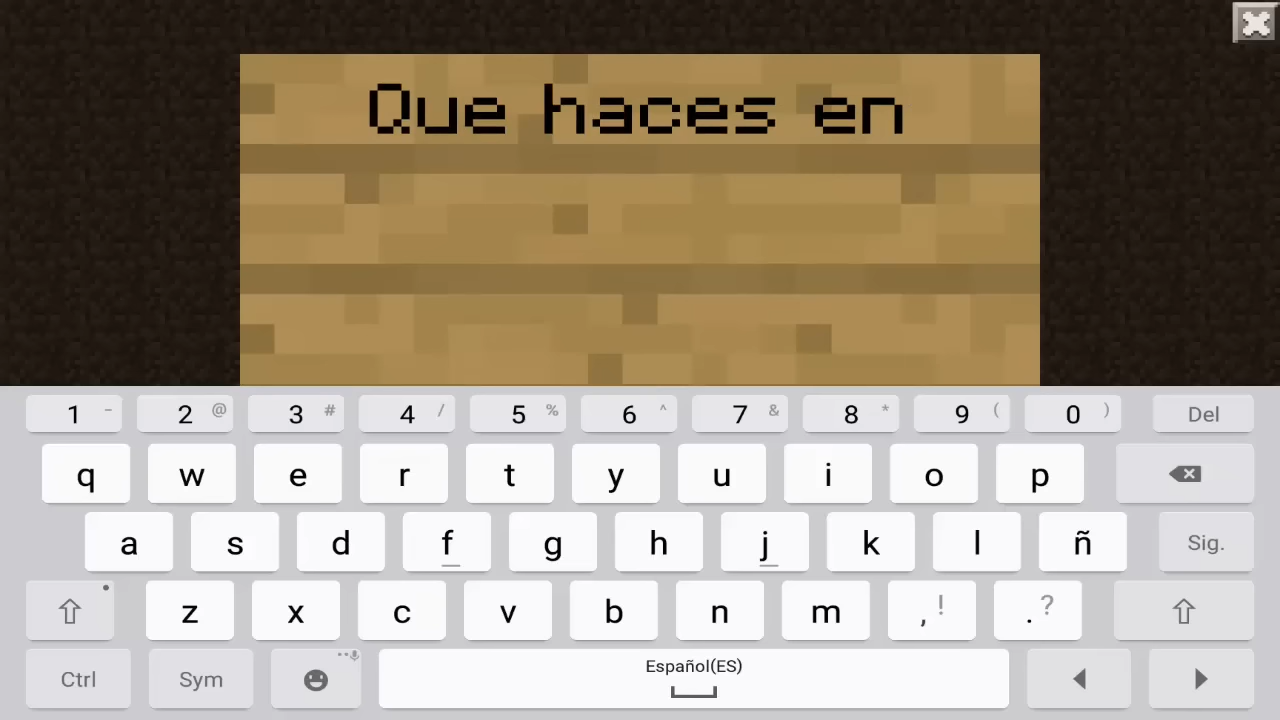 Que haces en
1 - 2 @ 3 # 4 / 5 % 6 ^ 7 & 8 * 9 ( 0 ) Del
q w e r t y u i o p
a s d f g h j k l ñ Sig.
z x c v b n m , ! . ?
Ctrl Sym Español(ES)